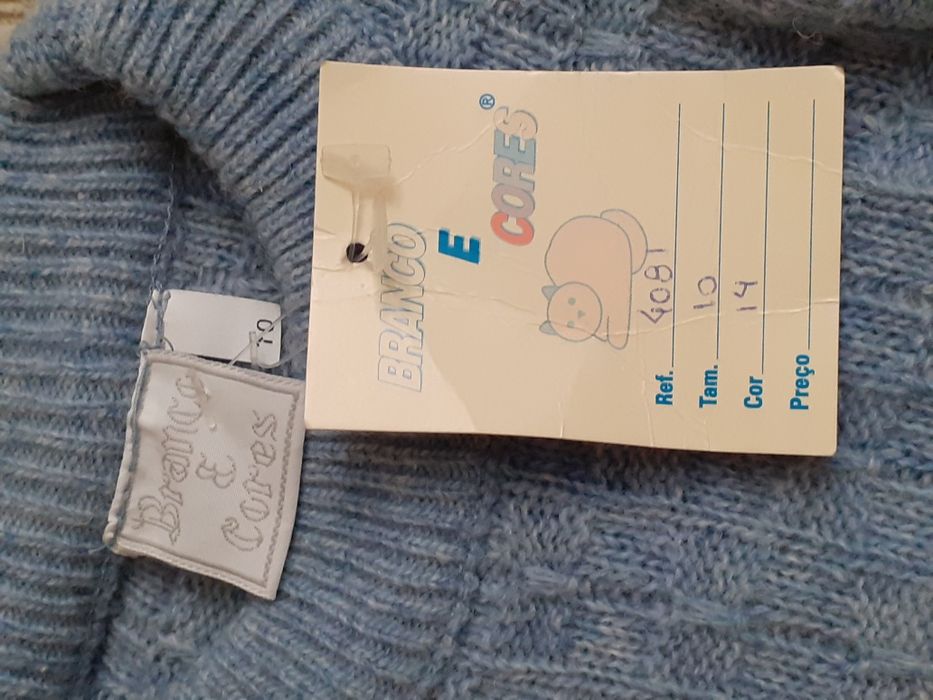 BRANCO
E
CORES®
Ref. 4081
Tam. 10
Cor 14
Preço
10
Branco
E
Cores